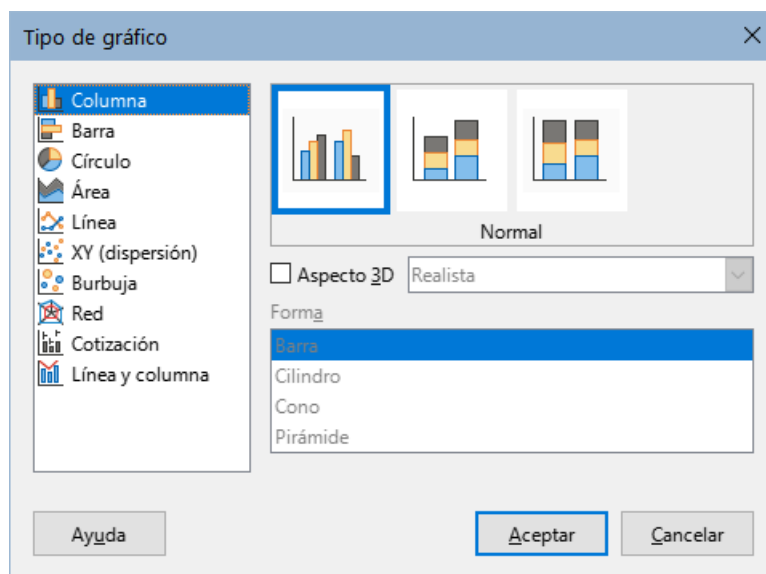 Tipo de gráfico
Columna
Barra
Círculo
Área
Línea
XY (dispersión)
Burbuja
Red
Cotización
Línea y columna
Normal
Aspecto 3D
Realista
Forma
Barra
Cilindro
Cono
Pirámide
Ayuda
Aceptar
Cancelar